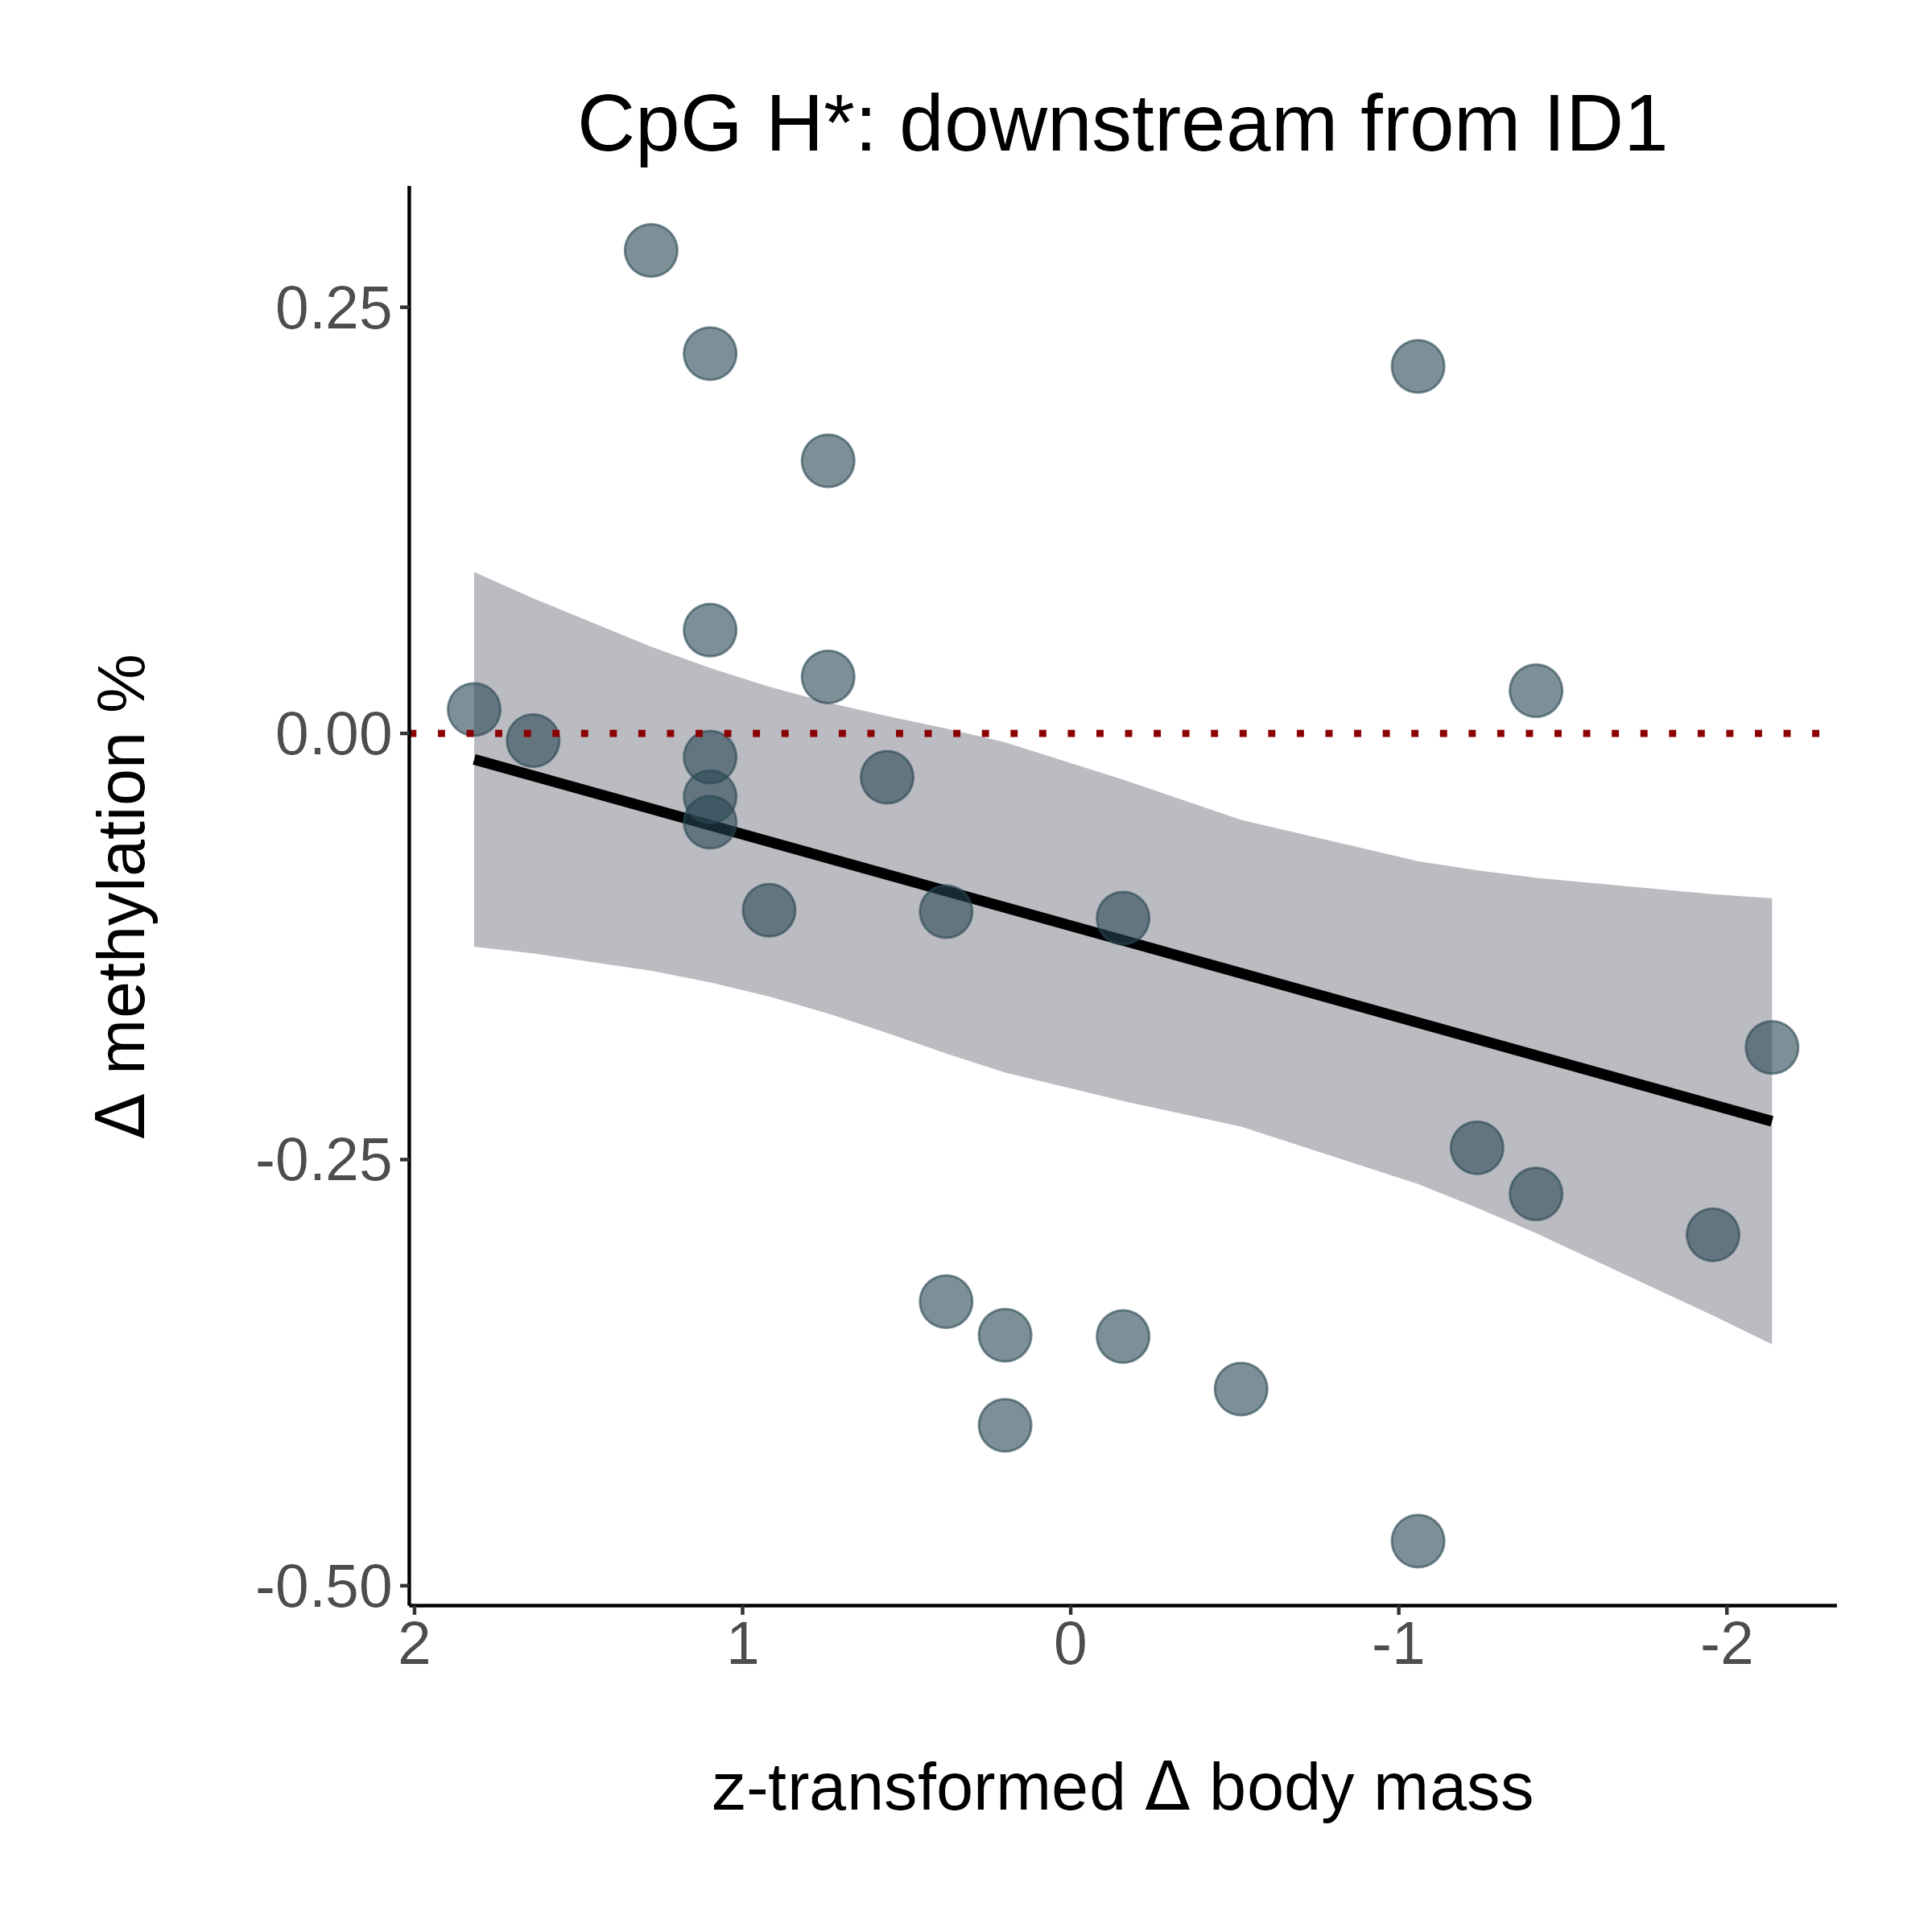 CpG H*: downstream from ID1
Δ methylation %
0.25
0.00
-0.25
-0.50
2 1 0 -1 -2
z-transformed Δ body mass